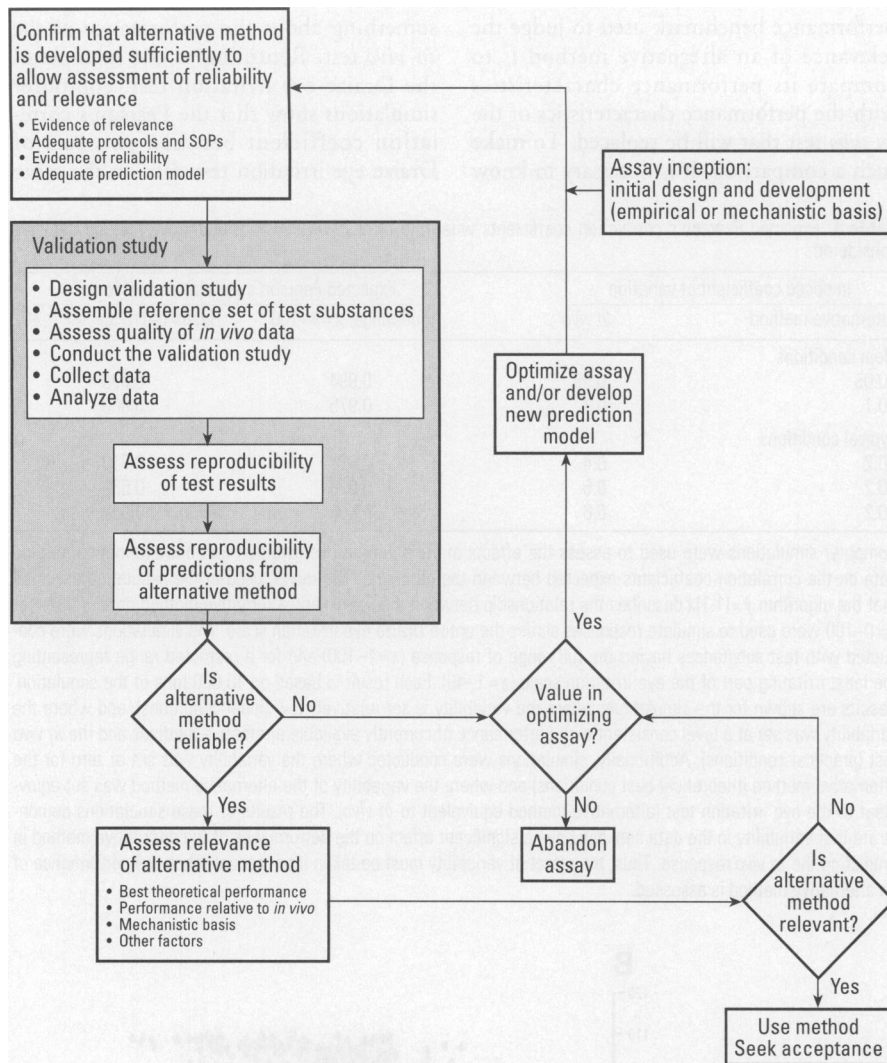 Confirm that alternative method
is developed sufficiently to
allow assessment of reliability
and relevance
• Evidence of relevance
• Adequate protocols and SOPs
• Evidence of reliability
• Adequate prediction model
Assay inception:
initial design and development
(empirical or mechanistic basis)
Validation study
• Design validation study
• Assemble reference set of test substances
• Assess quality of in vivo data
• Conduct the validation study
• Collect data
• Analyze data
Optimize assay
and/or develop
new prediction
model
Assess reproducibility
of test results
Assess reproducibility
of predictions from
alternative method
Yes
Is
alternative
method
reliable?
No
Value in
optimizing
assay?
Yes
No
No
Assess relevance
of alternative method
• Best theoretical performance
• Performance relative to in vivo
• Mechanistic basis
• Other factors
Abandon
assay
Is
alternative
method
relevant?
Yes
Use method
Seek acceptance